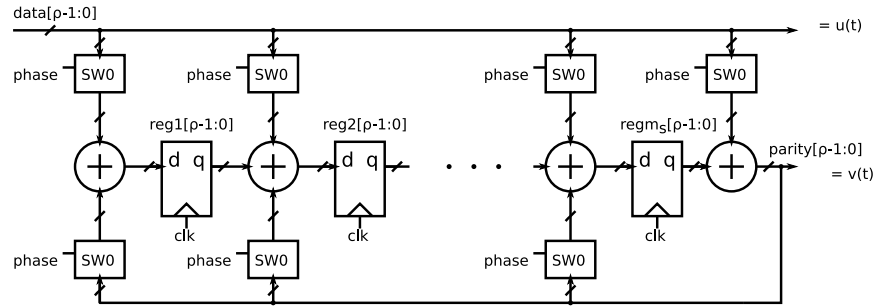 data[ρ-1:0]
= u(t)
phase SW0 phase SW0 phase SW0 phase SW0
reg1[ρ-1:0] reg2[ρ-1:0] regmₛ[ρ-1:0]
parity[ρ-1:0]
+ d q + d q . . . + d q +
= v(t)
clk clk clk
phase SW0 phase SW0 phase SW0